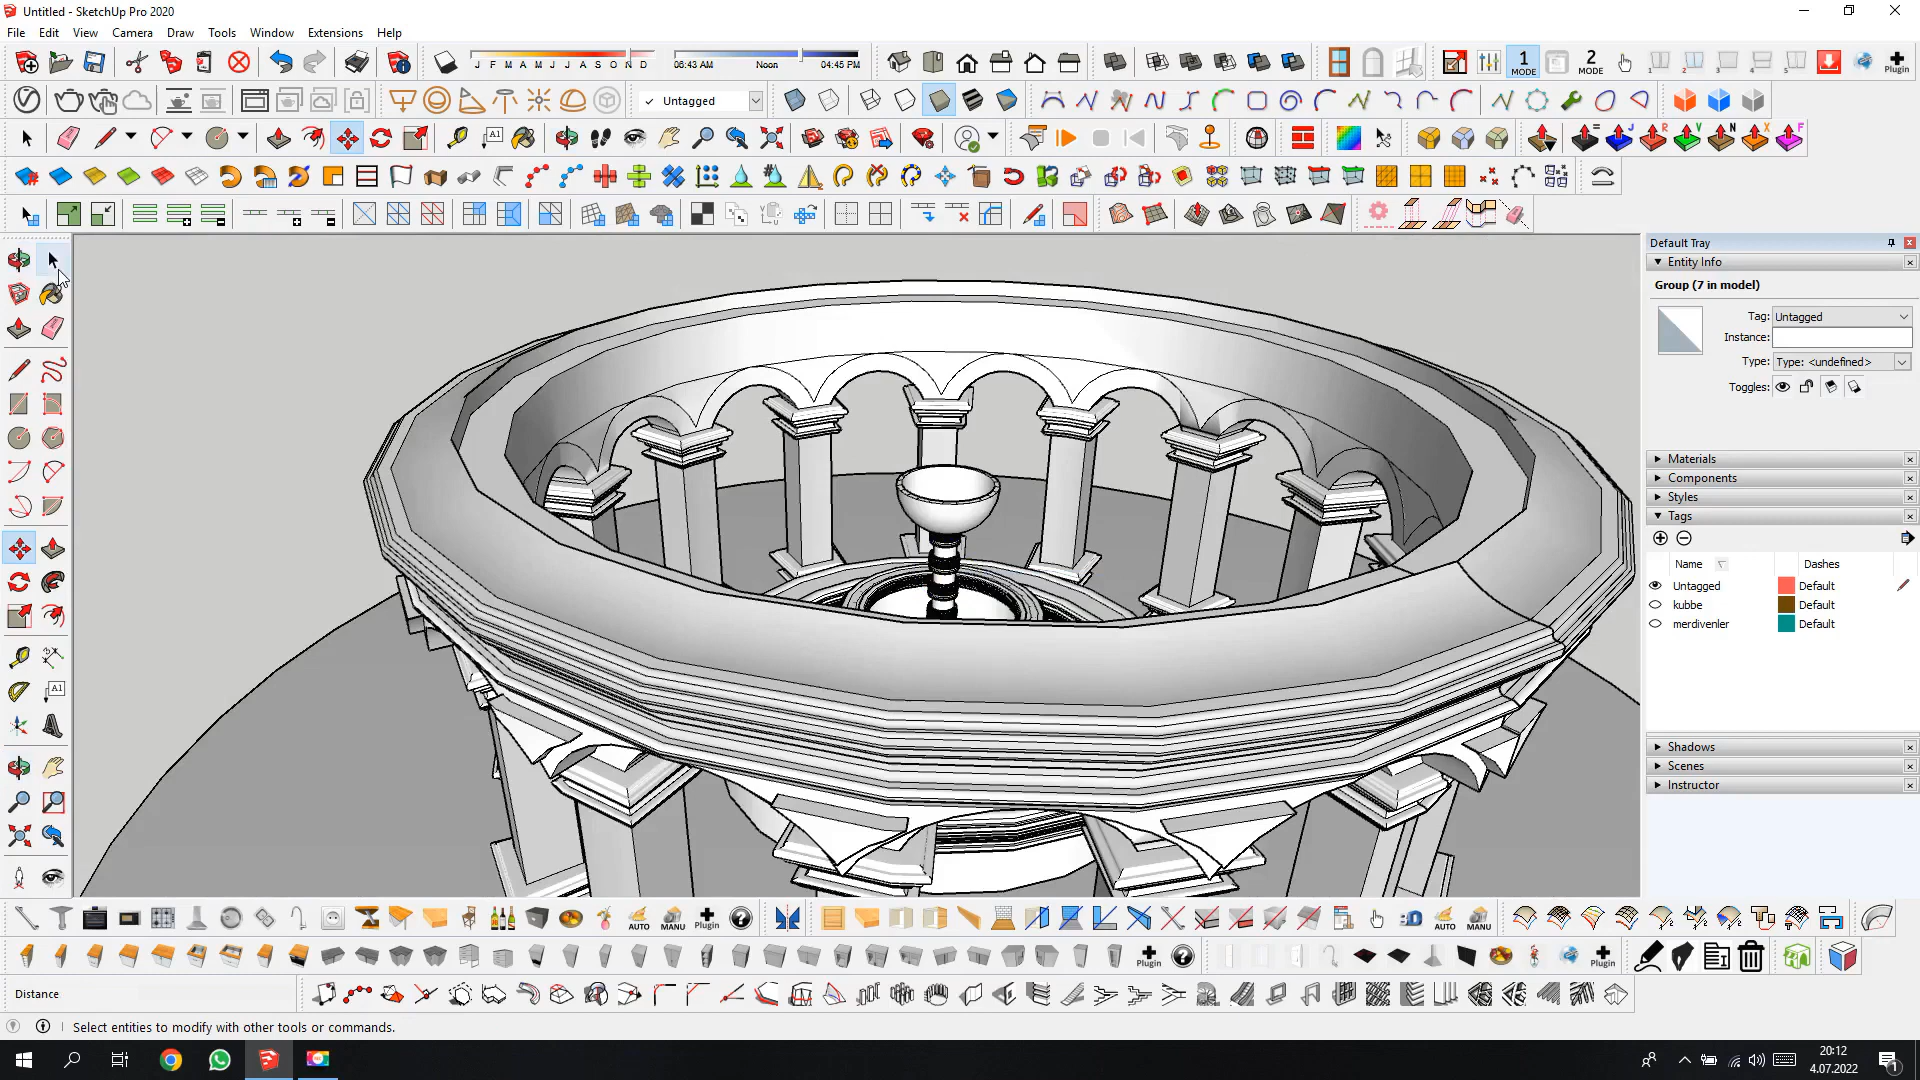 Untitled - SketchUp Pro 2020
File Edit View Camera Draw Tools Window Extensions Help
J F M A M J J A S O N D 06:43 AM Noon 04:45 PM 1 MODE 2 MODE Plugin
Untagged
A1
Default Tray
Entity Info
Group (7 in model)
Tag: Untagged
Instance:
Type: Type: <undefined>
Toggles:
Materials
Components
Styles
Tags
Name Dashes
Untagged Default
kubbe Default
merdivenler Default
A1
Shadows
Scenes
Instructor
AUTO MANU Plugin AUTO MANU
Plugin Plugin
Distance
Select entities to modify with other tools or commands.
20:12
4.07.2022